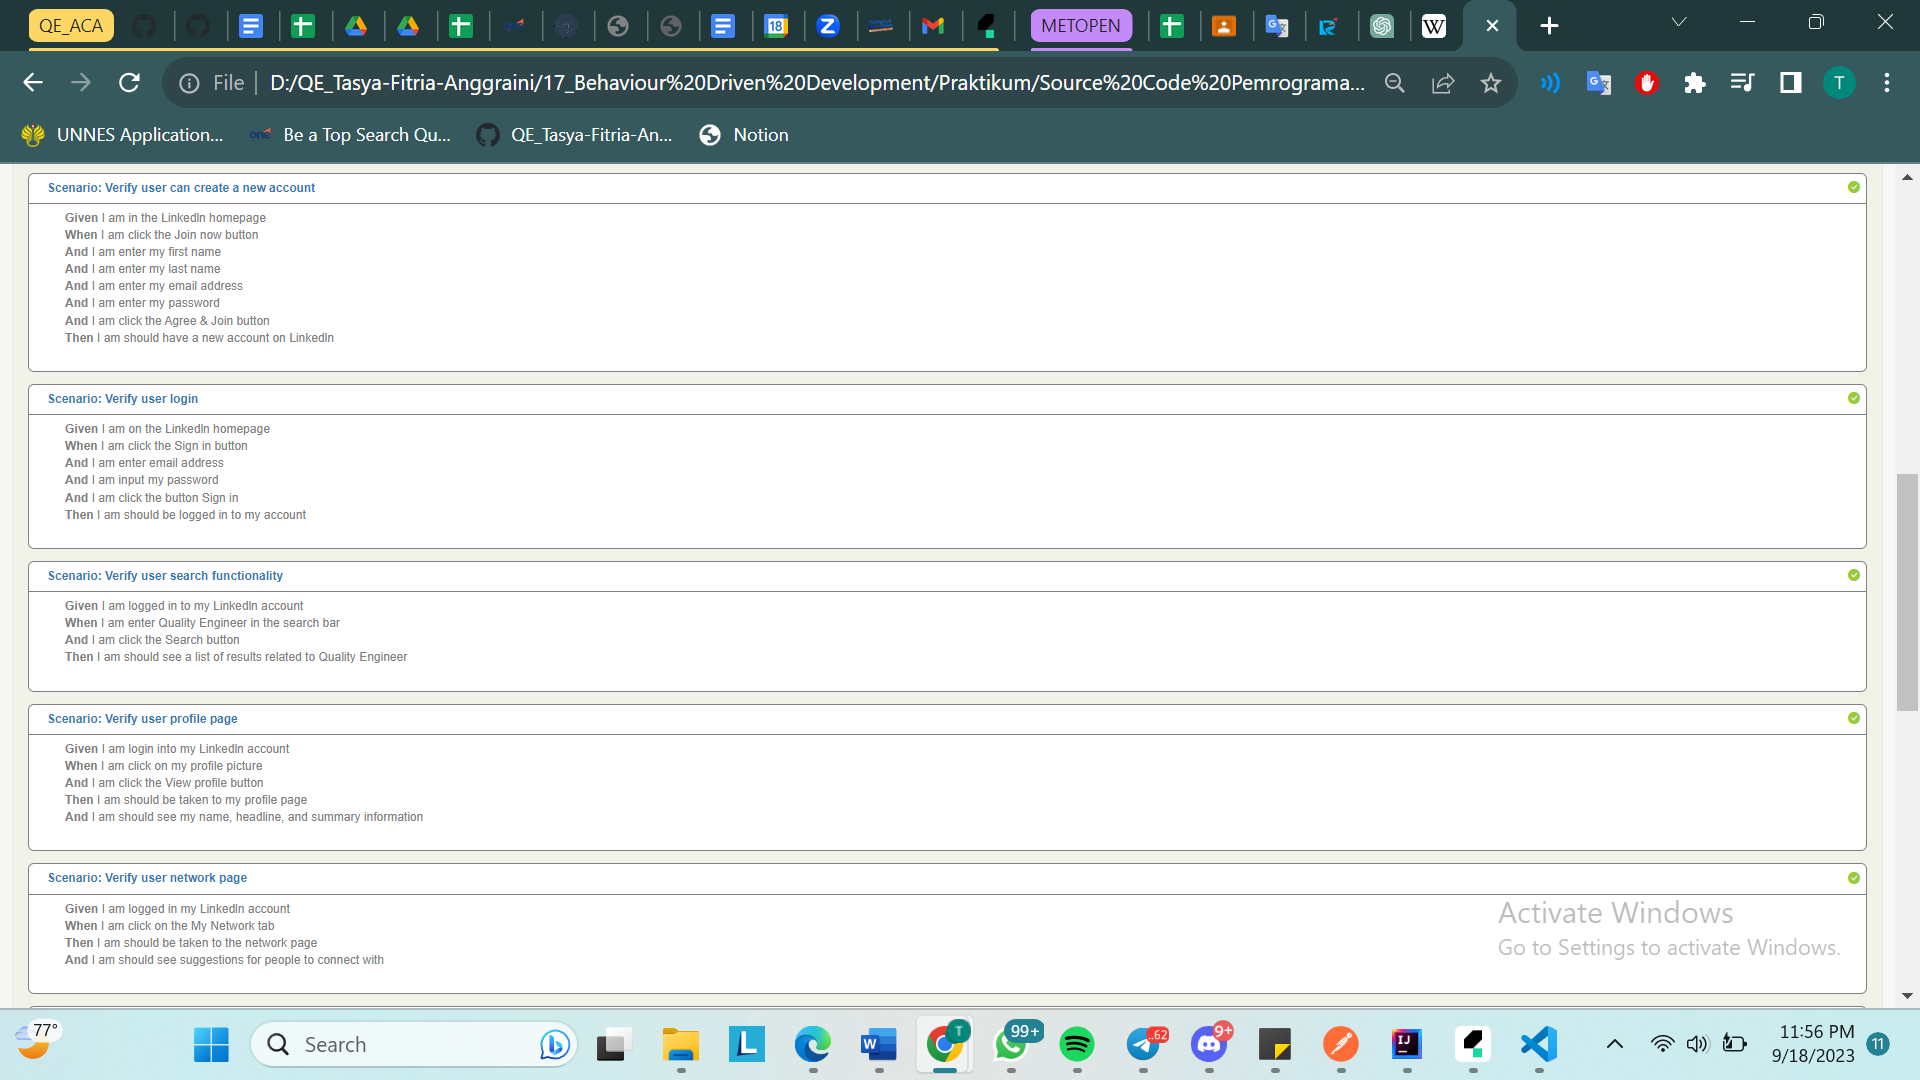 QE_ACA
METOPEN
File
D:/QE_Tasya-Fitria-Anggraini/17_Behaviour%20Driven%20Development/Praktikum/Source%20Code%20Pemrograma...
T
UNNES Application...
Be a Top Search Qu...
QE_Tasya-Fitria-An...
Notion
Scenario: Verify user can create a new account
Given I am in the LinkedIn homepage
When I am click the Join now button
And I am enter my first name
And I am enter my last name
And I am enter my email address
And I am enter my password
And I am click the Agree & Join button
Then I am should have a new account on LinkedIn
Scenario: Verify user login
Given I am on the LinkedIn homepage
When I am click the Sign in button
And I am enter email address
And I am input my password
And I am click the button Sign in
Then I am should be logged in to my account
Scenario: Verify user search functionality
Given I am logged in to my LinkedIn account
When I am enter Quality Engineer in the search bar
And I am click the Search button
Then I am should see a list of results related to Quality Engineer
Scenario: Verify user profile page
Given I am login into my LinkedIn account
When I am click on my profile picture
And I am click the View profile button
Then I am should be taken to my profile page
And I am should see my name, headline, and summary information
Scenario: Verify user network page
Given I am logged in my LinkedIn account
When I am click on the My Network tab
Then I am should be taken to the network page
And I am should see suggestions for people to connect with
Activate Windows
Go to Settings to activate Windows.
77°
Search
T
99+
..62
9+
11:56 PM
9/18/2023
11